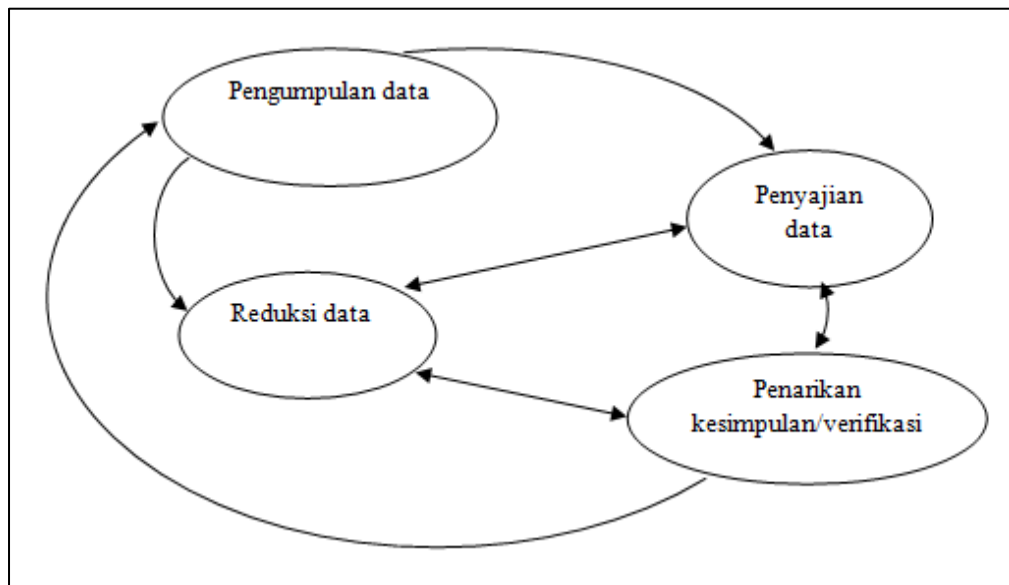 Pengumpulan data
Penyajian
data
Reduksi data
Penarikan
kesimpulan/verifikasi